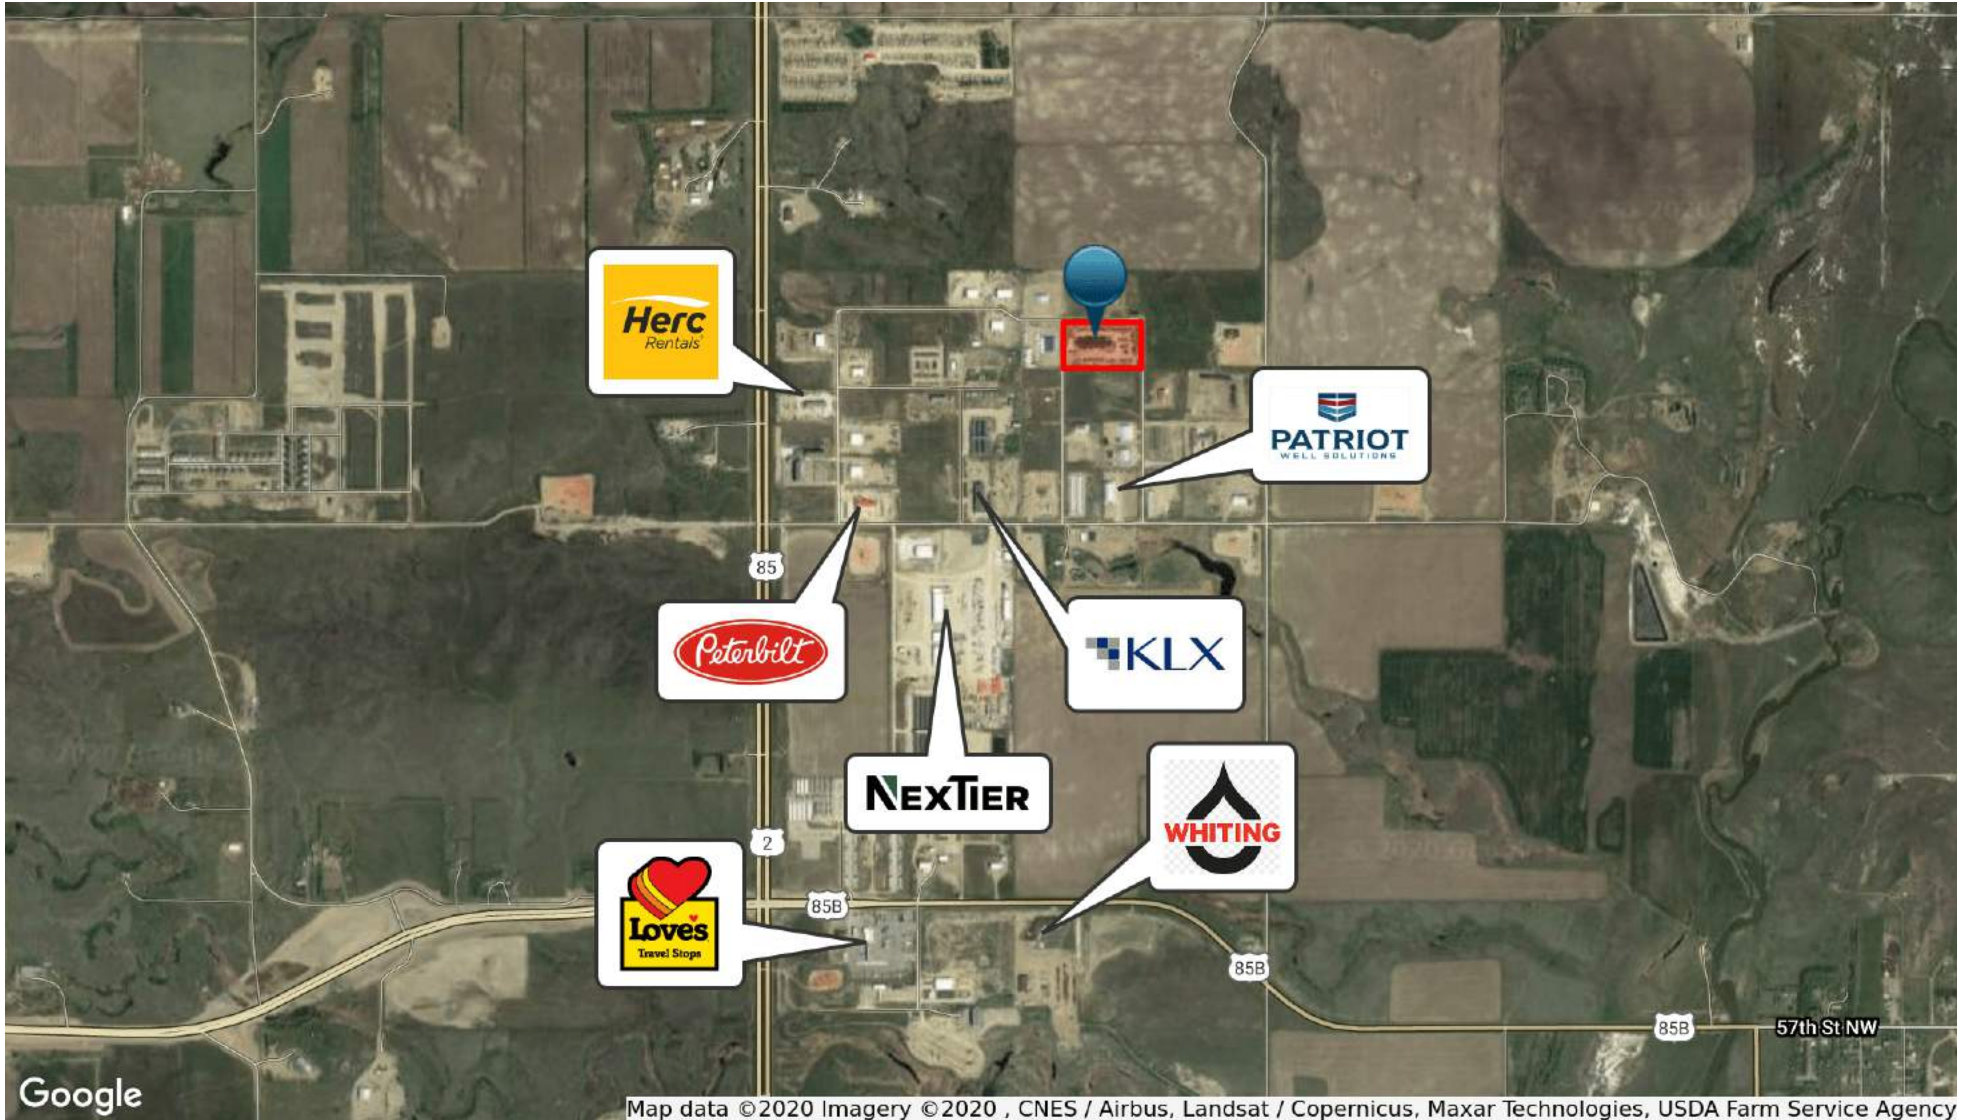 Herc
Rentals
PATRIOT
WELL SOLUTIONS
85
Peterbilt
KLX
NEXTIER
WHITING
2
85B
Love's
Travel Stops
85B
85B
57th St NW
Google
Map data ©2020 Imagery ©2020 , CNES / Airbus, Landsat / Copernicus, Maxar Technologies, USDA Farm Service Agency